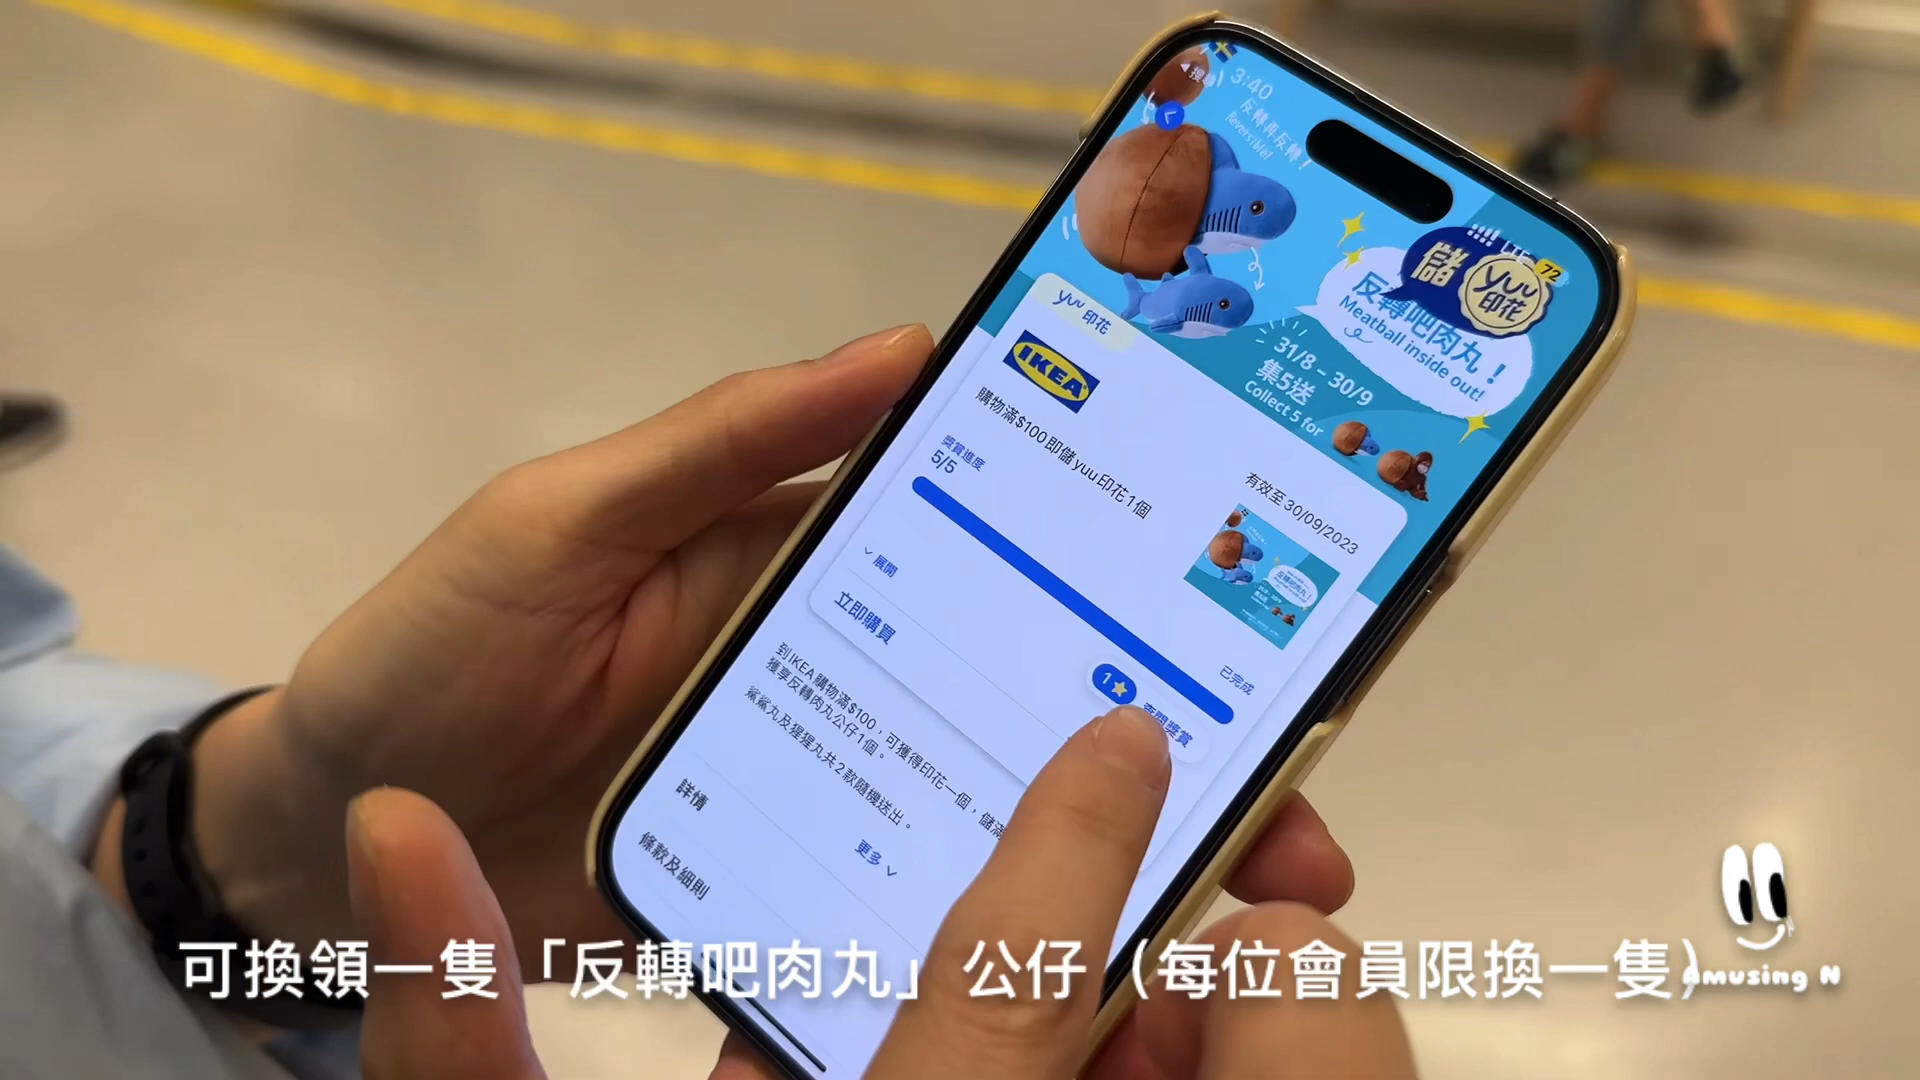 3:40
反轉再反轉！
Reversible!
72
儲
yuu
印花
反轉吧肉丸！
Meatball inside out!
31/8 - 30/9
集5送
Collect 5 for
yuu 印花
IKEA
購物滿$100即儲yuu印花1個
有效至30/09/2023
獎賞進度
5/5
已完成
展開
1
立即購買
到IKEA購物滿$100，可獲得印花一個，儲滿
獲享反轉肉丸公仔1個。
鯊鯊丸及猩猩丸共2款隨機送出。
更多
詳情
條款及細則
可換領一隻「反轉吧肉丸」公仔（每位會員限換一隻）
Amusing N